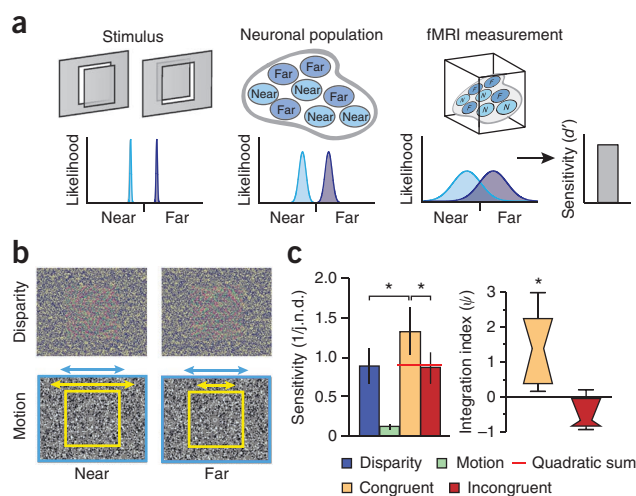 a
Stimulus
Neuronal population
fMRI measurement
Far
Far
Near
Far
Near
Far
Near
Near
F
F
N
F
N
N
F
N
Likelihood
Near Far
Likelihood
Near Far
Likelihood
Near Far
Sensitivity (d′)
b
Disparity
Motion
Near
Far
c
Sensitivity (1/j.n.d.)
2.0
1.5
1.0
0.5
0
*
*
Integration index (ψ)
3
2
1
0
–1
*
Disparity Motion Quadratic sum
Congruent Incongruent